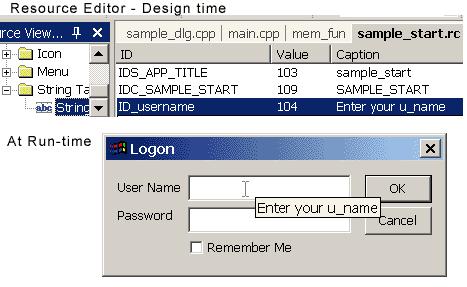 Resource Editor - Design time
ource View...
sample_dlg.cpp main.cpp mem_fun sample_start.rc
Icon
Menu
String Ta
abc String
ID Value Caption
IDS_APP_TITLE 103 sample_start
IDC_SAMPLE_START 109 SAMPLE_START
ID_username 104 Enter your u_name
At Run-time
Logon
User Name
OK
Enter your u_name
Password
Cancel
Remember Me